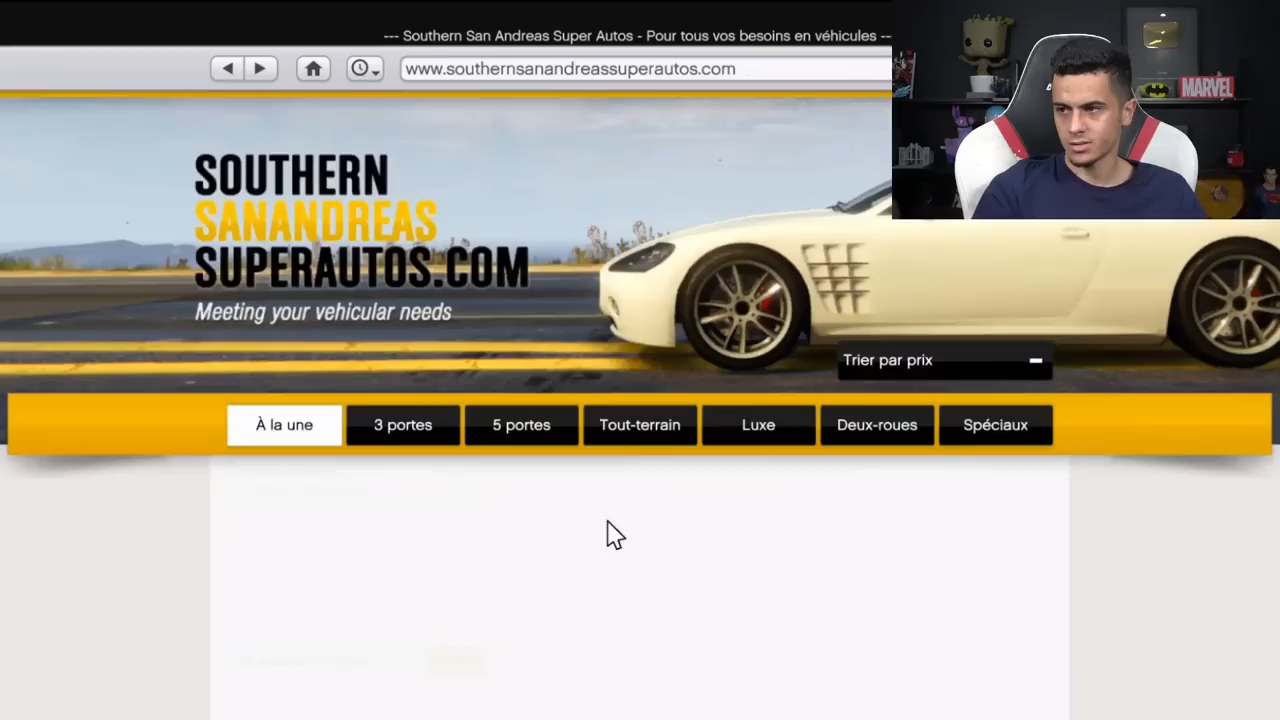 --- Southern San Andreas Super Autos - Pour tous vos besoins en véhicules --
www.southernsanandreassuperautos.com
MARVEL
SOUTHERN
SANANDREAS
SUPERAUTOS.COM
Meeting your vehicular needs
Trier par prix
À la une
3 portes
5 portes
Tout-terrain
Luxe
Deux-roues
Spéciaux